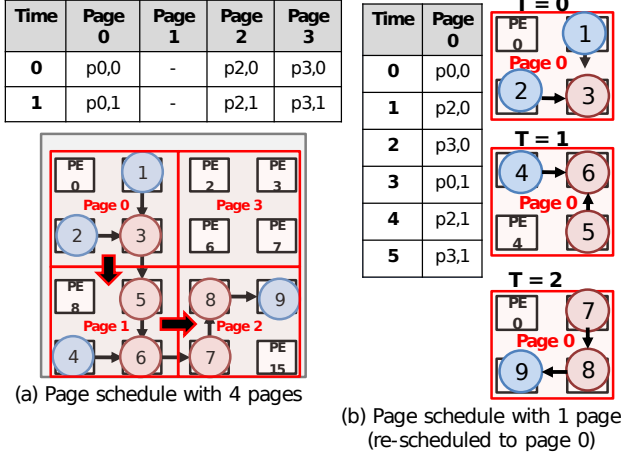 Time Page 0 Page 1 Page 2 Page 3
0 p0,0 - p2,0 p3,0
1 p0,1 - p2,1 p3,1
PE 0 1 PE 2 PE 3
Page 0 Page 3
2 3 PE 6 PE 7
PE 8 5 8 9
Page 1 Page 2
4 6 7 PE 15
(a) Page schedule with 4 pages
Time Page 0
0 p0,0
1 p2,0
2 p3,0
3 p0,1
4 p2,1
5 p3,1
T = 0
PE 0 1
Page 0
2 3
T = 1
4 6
Page 0
PE 4 5
T = 2
PE 0 7
Page 0
9 8
(b) Page schedule with 1 page
(re-scheduled to page 0)